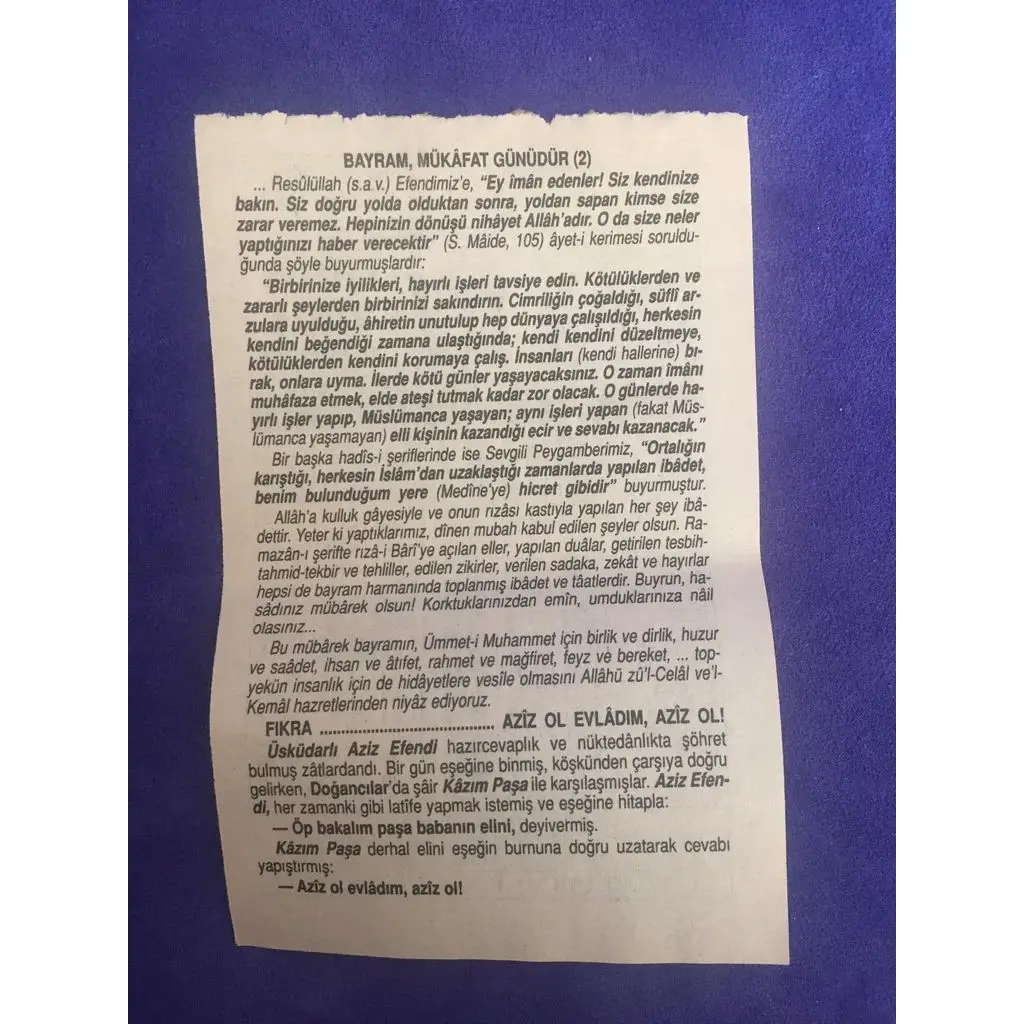 BAYRAM, MÜKÂFAT GÜNÜDÜR (2)
... Resûlüllah (s.a.v.) Efendimiz'e, “Ey îmân edenler! Siz kendinize
bakın. Siz doğru yolda olduktan sonra, yoldan sapan kimse size
zarar veremez. Hepinizin dönüşü nihâyet Allâh'adır. O da size neler
yaptığınızı haber verecektir” (S. Mâide, 105) âyet-i kerimesi soruldu-
ğunda şöyle buyurmuşlardır:
“Birbirinize iyilikleri, hayırlı işleri tavsiye edin. Kötülüklerden ve
zararlı şeylerden birbirinizi sakındırın. Cimriliğin çoğaldığı, süflî ar-
zulara uyulduğu, âhiretin unutulup hep dünyaya çalışıldığı, herkesin
kendini beğendiği zamana ulaştığında; kendi kendini düzeltmeye,
kötülüklerden kendini korumaya çalış. İnsanları (kendi hallerine) bı-
rak, onlara uyma. İlerde kötü günler yaşayacaksınız. O zaman îmânı
muhâfaza etmek, elde ateşi tutmak kadar zor olacak. O günlerde ha-
yırlı işler yapıp, Müslümanca yaşayan; aynı işleri yapan (fakat Müs-
lümanca yaşamayan) elli kişinin kazandığı ecir ve sevabı kazanacak.”
Bir başka hadîs-i şeriflerinde ise Sevgili Peygamberimiz, “Ortalığın
karıştığı, herkesin İslâm'dan uzaklaştığı zamanlarda yapılan ibâdet,
benim bulunduğum yere (Medîne'ye) hicret gibidir” buyurmuştur.
Allâh'a kulluk gâyesiyle ve onun rızâsı kastıyla yapılan her şey ibâ-
dettir. Yeter ki yaptıklarımız, dînen mubah kabul edilen şeyler olsun. Ra-
mazân-ı şerifte rızâ-i Bârî'ye açılan eller, yapılan duâlar, getirilen tesbih-
tahmid-tekbir ve tehliller, edilen zikirler, verilen sadaka, zekât ve hayırlar
hepsi de bayram harmanında toplanmış ibâdet ve tâatlerdir. Buyrun, ha-
sâdınız mübârek olsun! Korktuklarınızdan emîn, umduklarınıza nâil
olasınız...
Bu mübârek bayramın, Ümmet-i Muhammet için birlik ve dirlik, huzur
ve saâdet, ihsan ve âtıfet, rahmet ve mağfiret, feyz ve bereket, ... top-
yekün insanlık için de hidâyetlere vesîle olmasını Allâhü zü'l-Celâl ve'l-
Kemâl hazretlerinden niyâz ediyoruz.
FIKRA ........................................... AZÎZ OL EVLÂDIM, AZÎZ OL!
Üsküdarlı Aziz Efendi hazırcevaplık ve nüktedânlıkta şöhret
bulmuş zâtlardandı. Bir gün eşeğine binmiş, köşkünden çarşıya doğru
gelirken, Doğancılar'da şâir Kâzım Paşa ile karşılaşmışlar. Aziz Efen-
di, her zamanki gibi latîfe yapmak istemiş ve eşeğine hitapla:
— Öp bakalım paşa babanın elini, deyivermiş.
Kâzım Paşa derhal elini eşeğin burnuna doğru uzatarak cevabı
yapıştırmış:
— Azîz ol evlâdım, azîz ol!